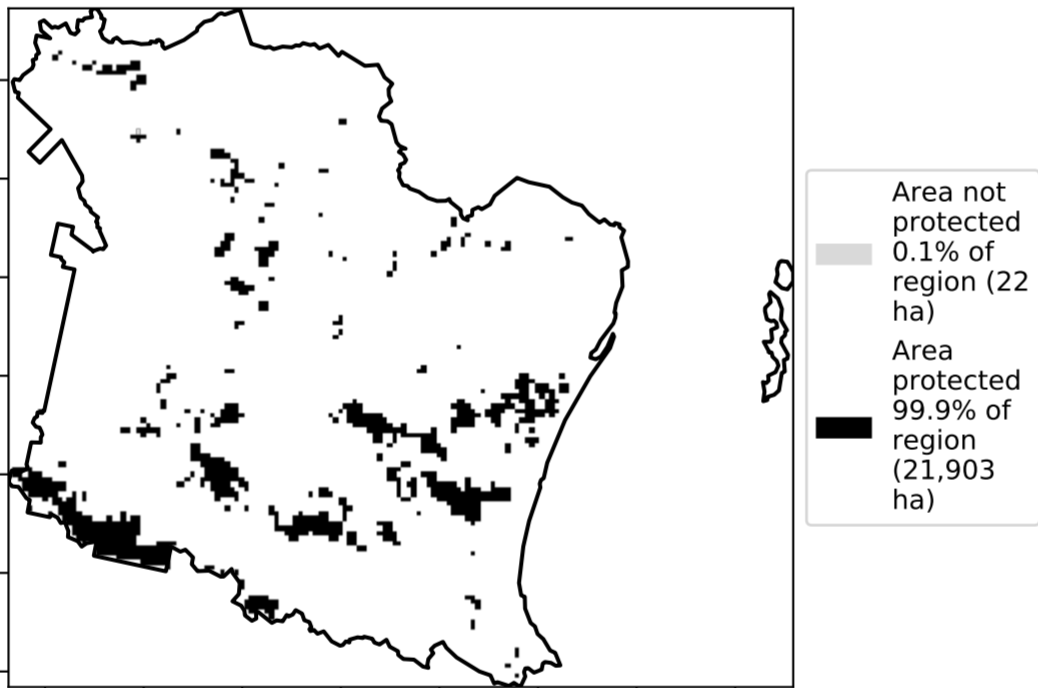 Area not
protected
0.1% of
region (22
ha)
Area
protected
99.9% of
region
(21,903
ha)